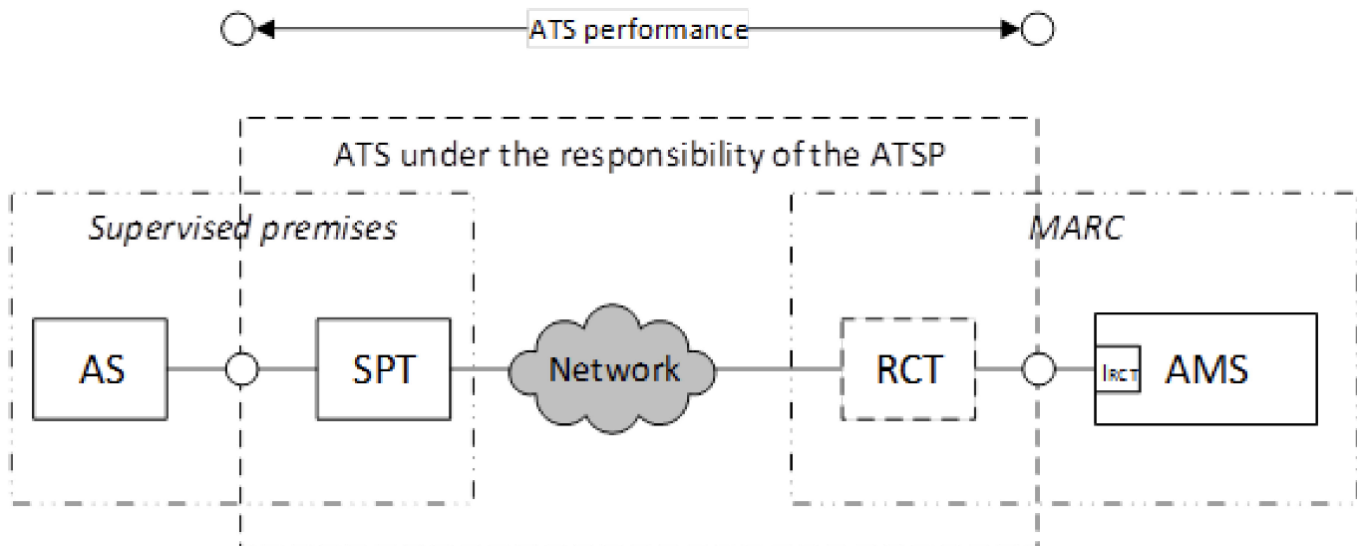 ATS performance
ATS under the responsibility of the ATSP
Supervised premises
MARC
AS
SPT
Network
RCT
IRCT
AMS